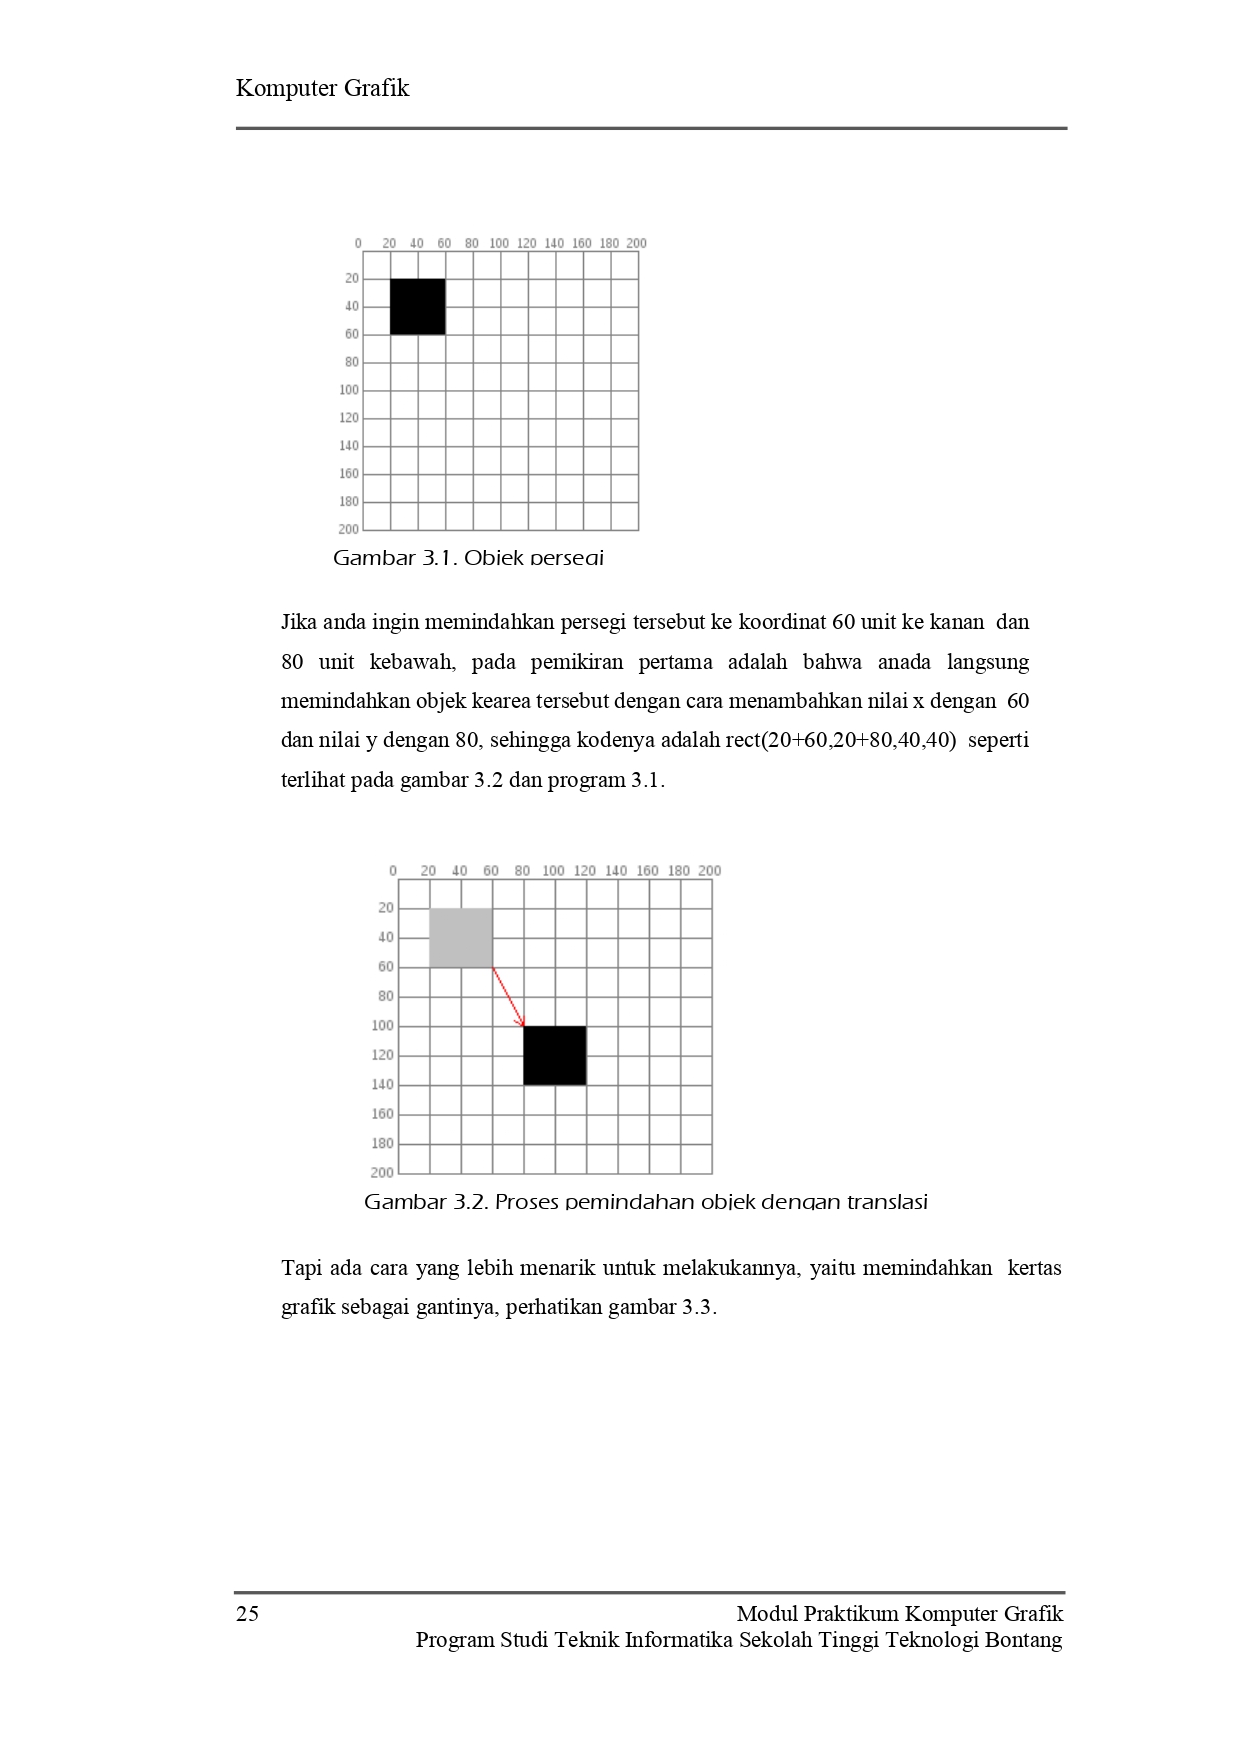 Komputer Grafik
0 20 40 60 80 100 120 140 160 180 200
20
40
60
80
100
120
140
160
180
200
Gambar 3.1. Objek persegi
Jika anda ingin memindahkan persegi tersebut ke koordinat 60 unit ke kanan dan
80 unit kebawah, pada pemikiran pertama adalah bahwa anada langsung
memindahkan objek kearea tersebut dengan cara menambahkan nilai x dengan 60
dan nilai y dengan 80, sehingga kodenya adalah rect(20+60,20+80,40,40) seperti
terlihat pada gambar 3.2 dan program 3.1.
0 20 40 60 80 100 120 140 160 180 200
20
40
60
80
100
120
140
160
180
200
Gambar 3.2. Proses pemindahan objek dengan translasi
Tapi ada cara yang lebih menarik untuk melakukannya, yaitu memindahkan kertas
grafik sebagai gantinya, perhatikan gambar 3.3.
25 Modul Praktikum Komputer Grafik
Program Studi Teknik Informatika Sekolah Tinggi Teknologi Bontang